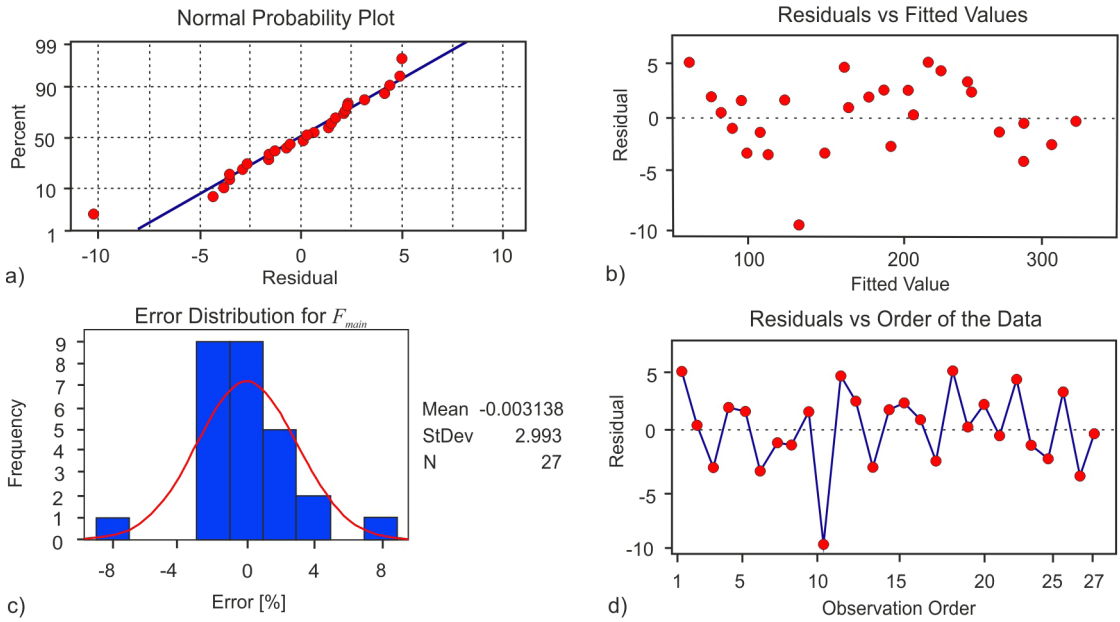 Normal Probability Plot
99
90
50
10
1
Percent
-10
-5
0
5
10
Residual
a)
Residuals vs Fitted Values
5
0
-5
-10
Residual
100
200
300
Fitted Value
b)
Error Distribution for F_main
9
8
7
6
5
4
3
2
1
0
Frequency
-8
-4
0
4
8
Error [%]
Mean -0.003138
StDev 2.993
N 27
c)
Residuals vs Order of the Data
5
0
-5
-10
Residual
1
5
10
15
20
25
27
Observation Order
d)